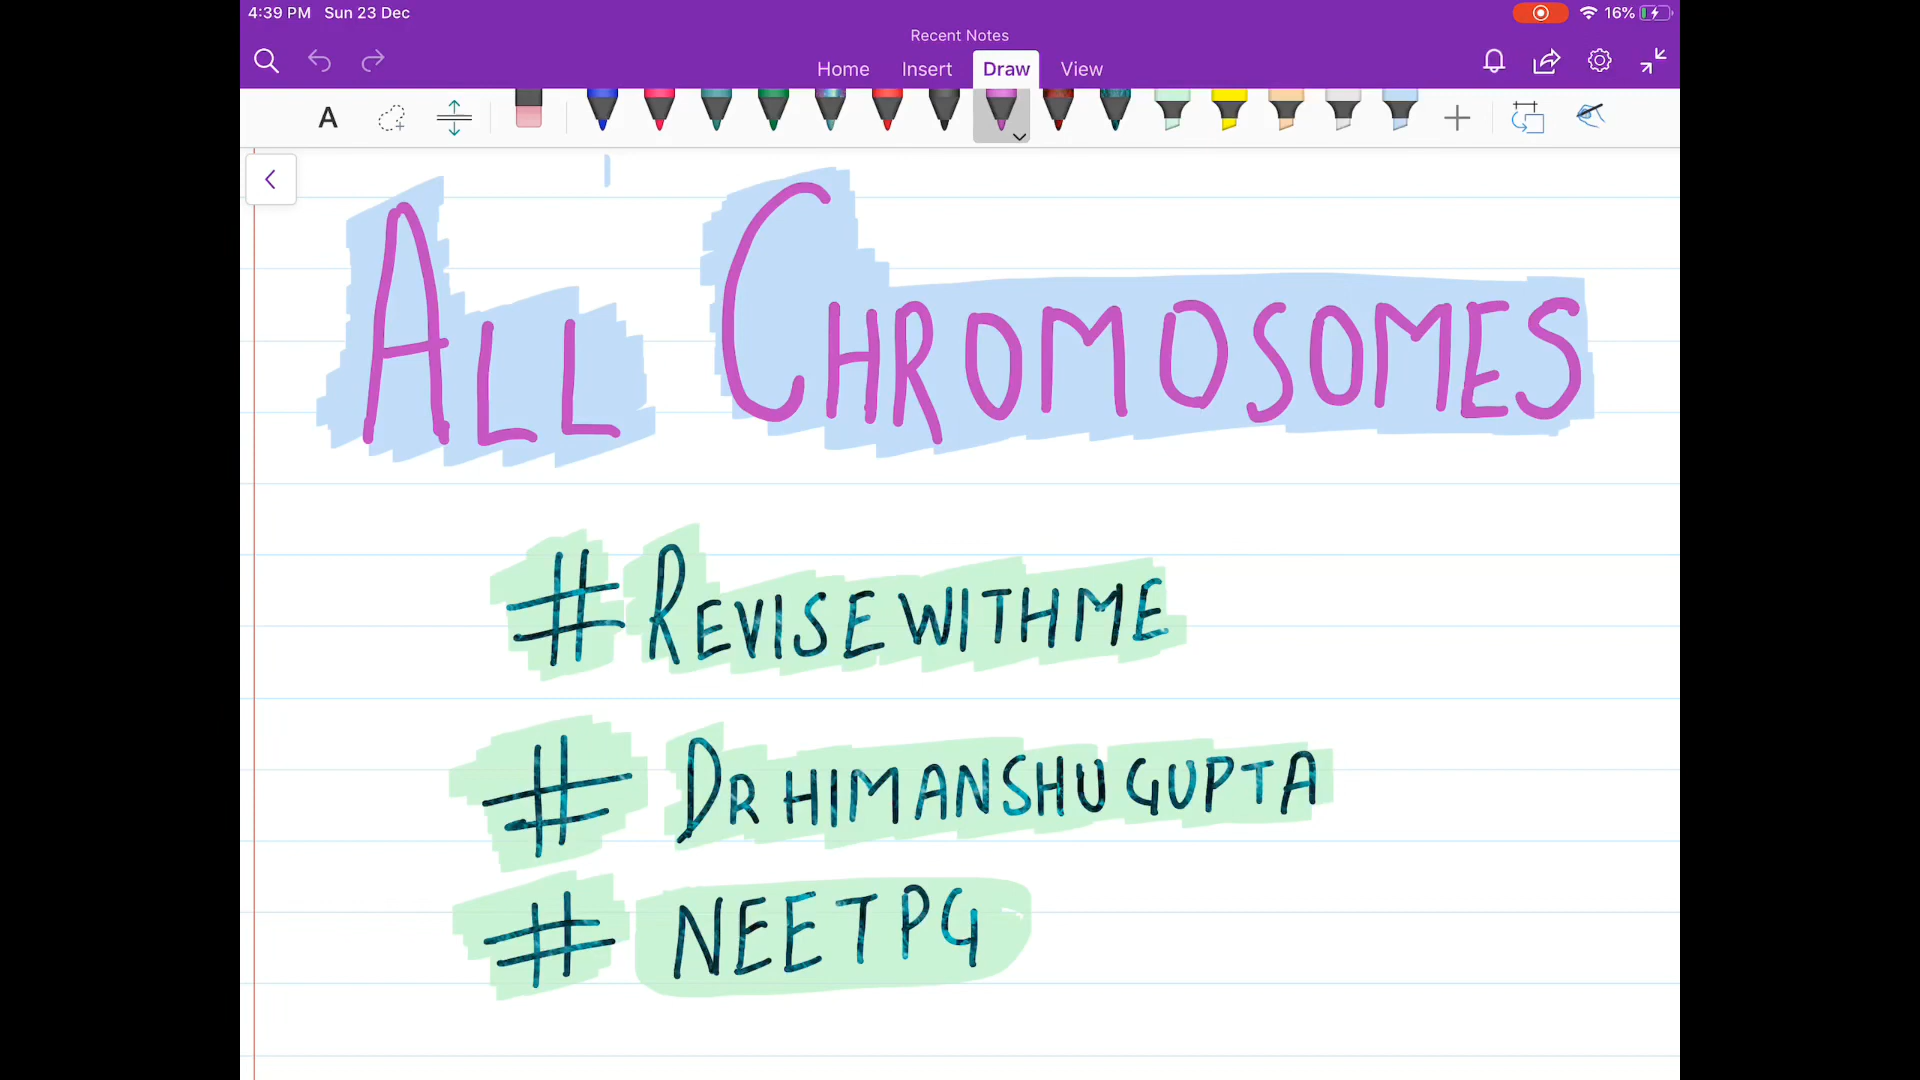 4:39 PM Sun 23 Dec 16%
Recent Notes
Home Insert Draw View
A
ALL CHROMOSOMES
#REVISEWITHME
# DRHIMANSHUGUPTA
# NEETPG